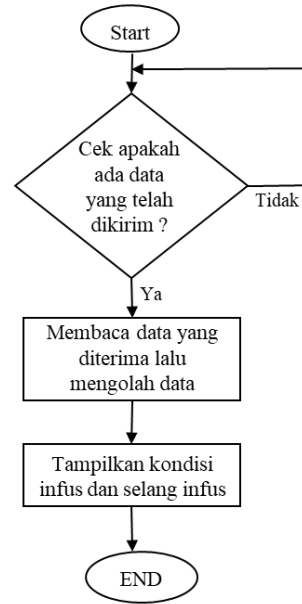 Start
Cek apakah
ada data
yang telah
dikirim ?
Tidak
Ya
Membaca data yang
diterima lalu
mengolah data
Tampilkan kondisi
infus dan selang infus
END